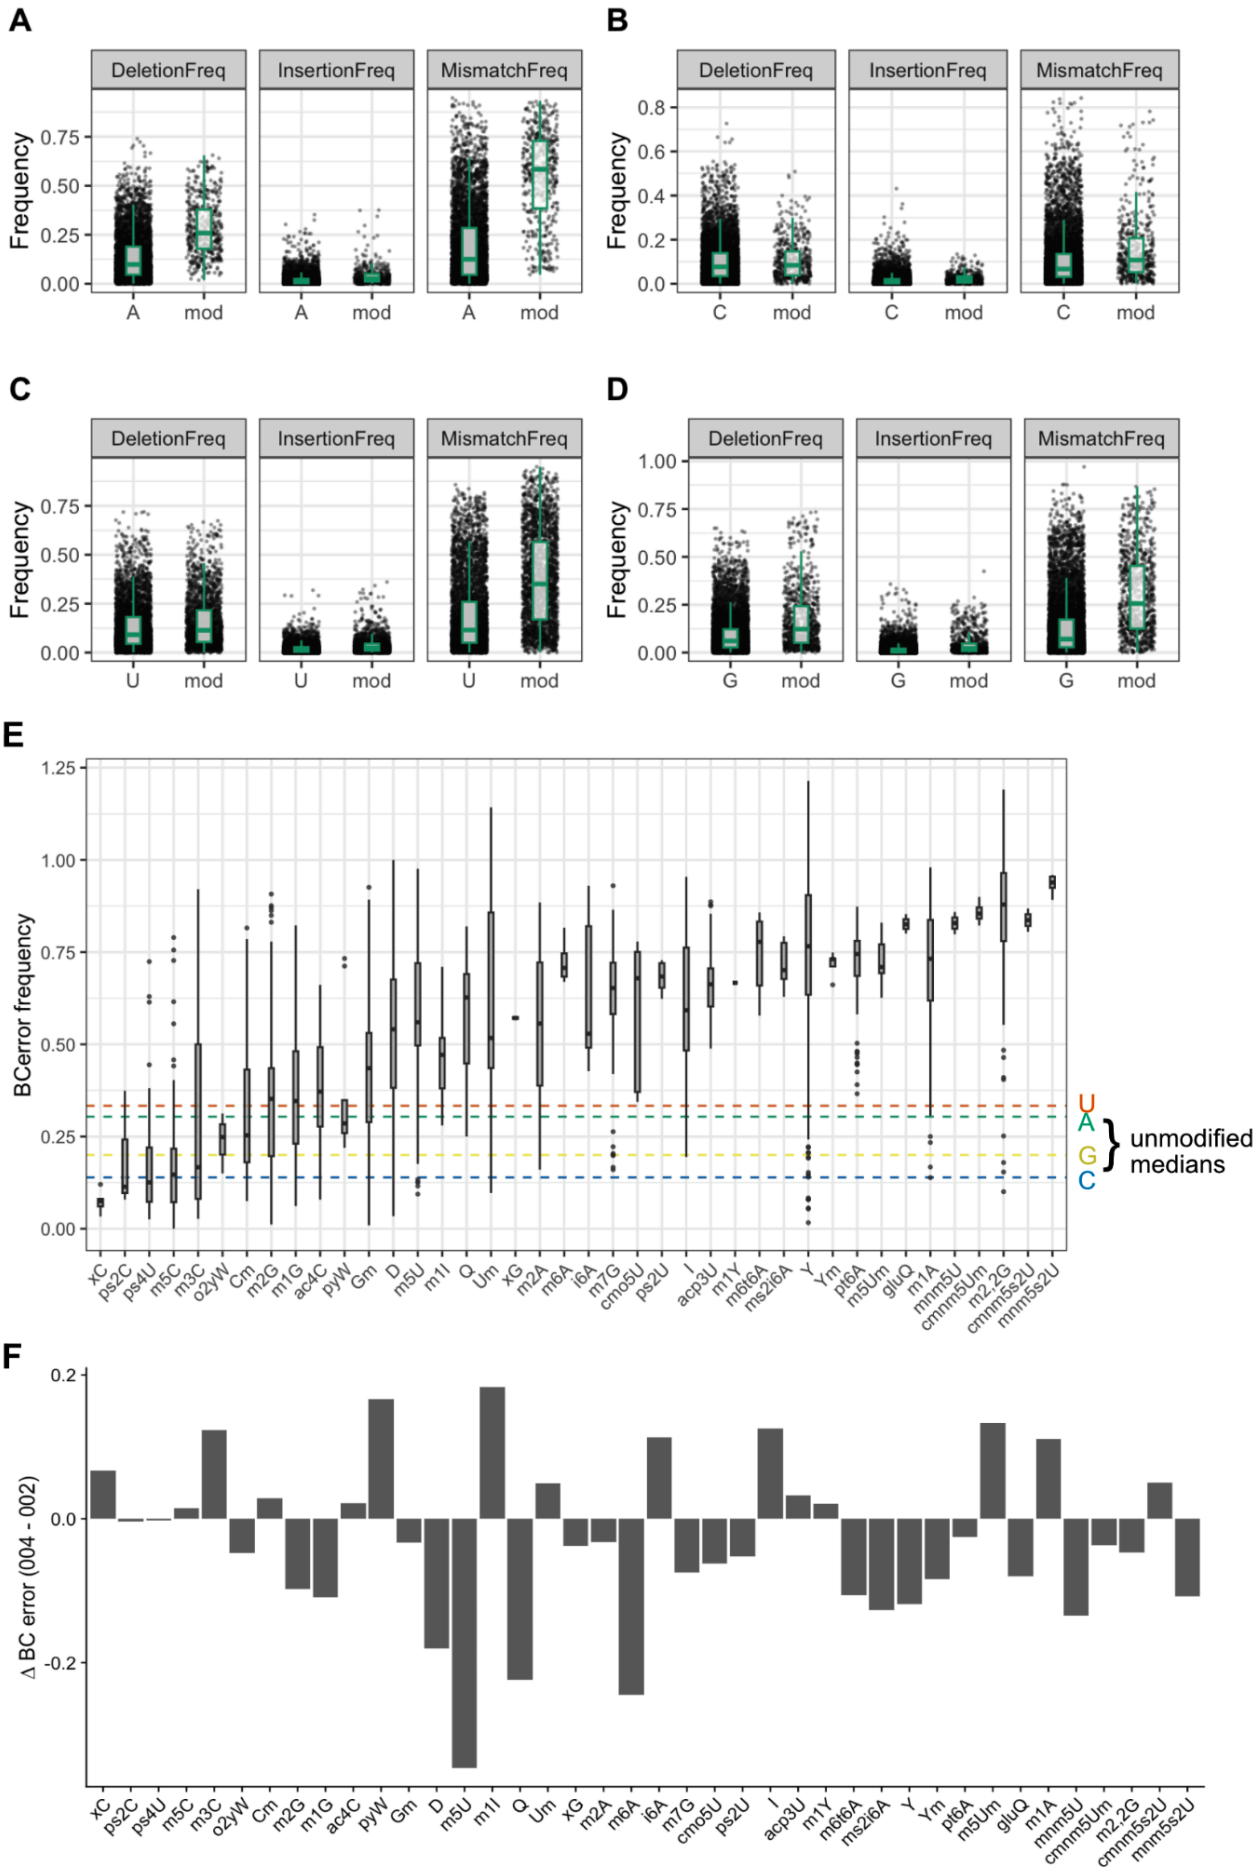 A
DeletionFreq InsertionFreq MismatchFreq
Frequency
0.75
0.50
0.25
0.00
A mod A mod A mod
B
DeletionFreq InsertionFreq MismatchFreq
Frequency
0.8
0.6
0.4
0.2
0.0
C mod C mod C mod
C
DeletionFreq InsertionFreq MismatchFreq
Frequency
0.75
0.50
0.25
0.00
U mod U mod U mod
D
DeletionFreq InsertionFreq MismatchFreq
Frequency
1.00
0.75
0.50
0.25
0.00
G mod G mod G mod
E
BCerror frequency
1.25
1.00
0.75
0.50
0.25
0.00
U
A
G
C
} unmodified
medians
xC ps2C ps4U m5C m3C o2yW Cm m2G m1G ac4C pyW Gm D m5U m1I Q Um xG m2A m6A i6A m7G cmo5U ps2U I acp3U m1Y m6t6A ms2i6A Y Ym pt6A m5Um gluQ m1A mnm5U cmnm5Um m2,2G cmnm5s2U mnm5s2U
F
Δ BC error (004 - 002)
0.2
0.0
-0.2
xC ps2C ps4U m5C m3C o2yW Cm m2G m1G ac4C pyW Gm D m5U m1I Q Um xG m2A m6A i6A m7G cmo5U ps2U I acp3U m1Y m6t6A ms2i6A Y Ym pt6A m5Um gluQ m1A mnm5U cmnm5Um m2,2G cmnm5s2U mnm5s2U